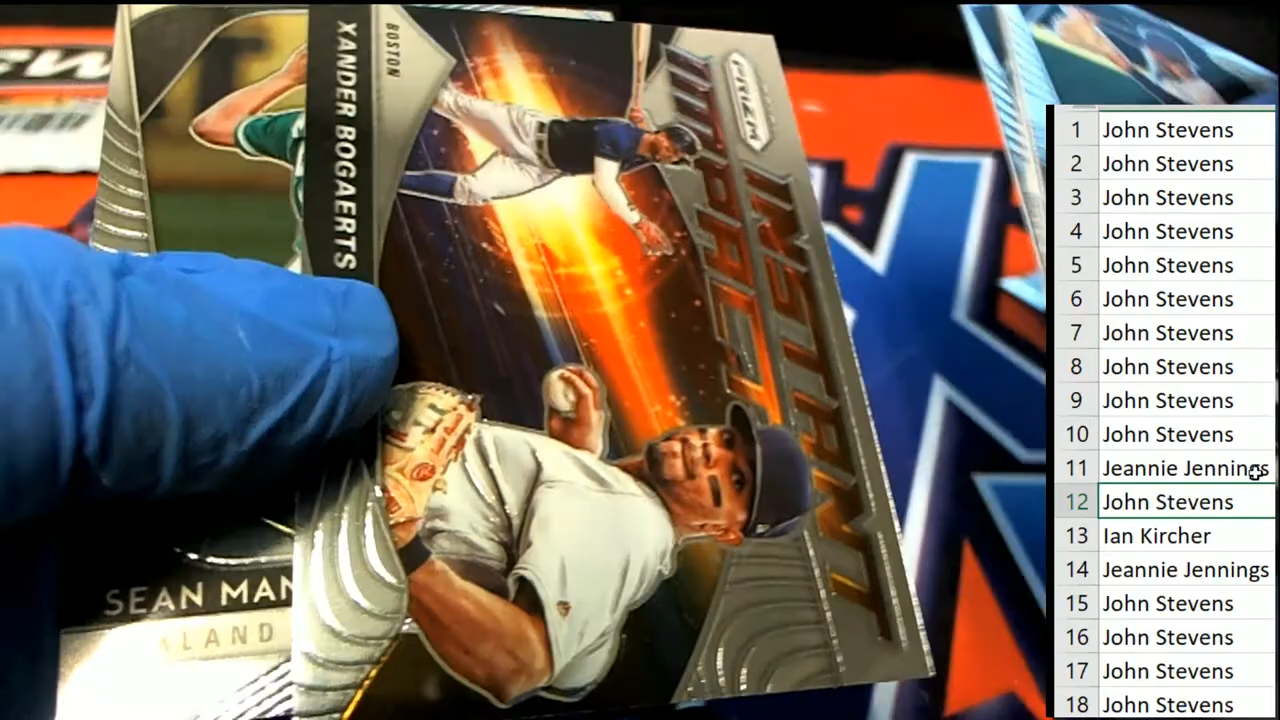 BOSTON
XANDER BOGAERTS
PRIZM
INSTANT
IMPACT
SEAN MAN
LAND
1 John Stevens
2 John Stevens
3 John Stevens
4 John Stevens
5 John Stevens
6 John Stevens
7 John Stevens
8 John Stevens
9 John Stevens
10 John Stevens
11 Jeannie Jennings
12 John Stevens
13 Ian Kircher
14 Jeannie Jennings
15 John Stevens
16 John Stevens
17 John Stevens
18 John Stevens